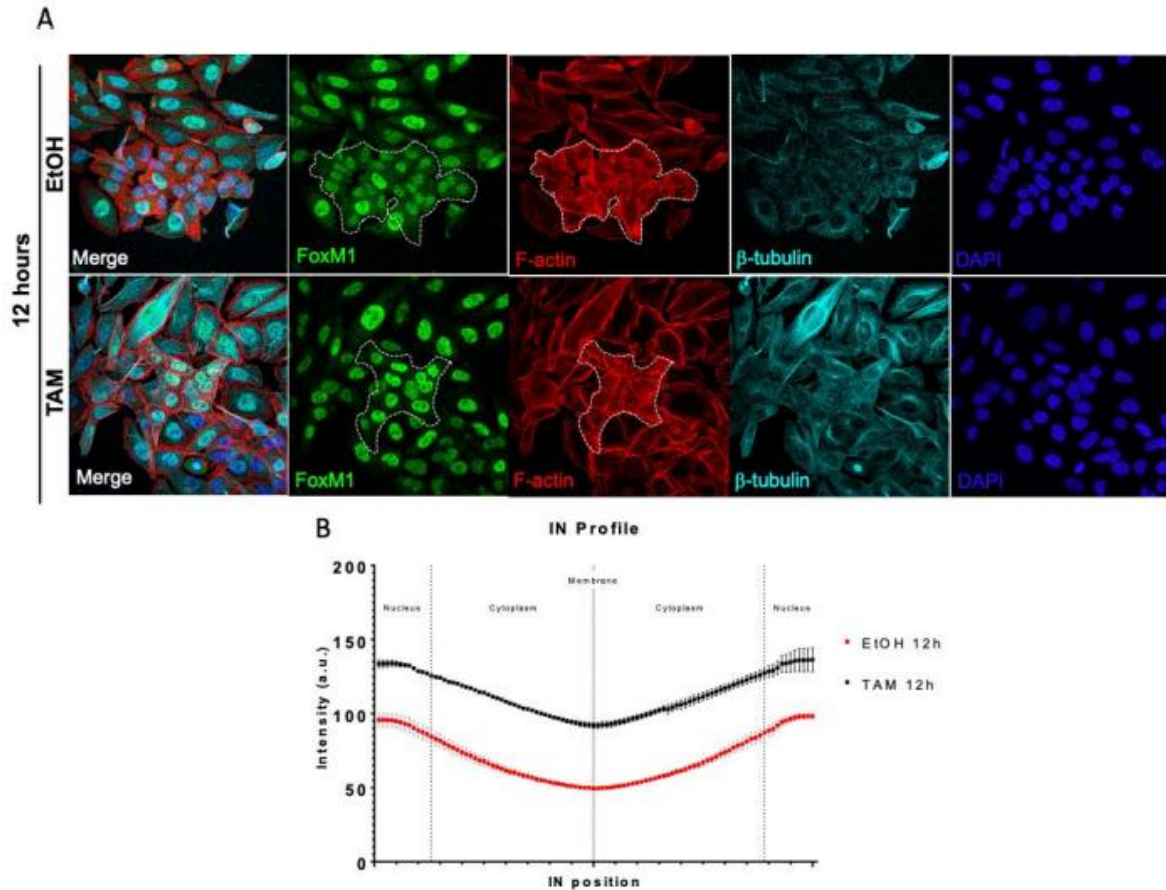 A
12 hours
EtOH
Merge
FoxM1
F-actin
β-tubulin
DAPI
TAM
Merge
FoxM1
F-actin
β-tubulin
DAPI
B
IN Profile
Intensity (a.u.)
200
150
100
50
0
Membrane
Nucleus
Cytoplasm
Cytoplasm
Nucleus
EtOH 12h
TAM 12h
IN position